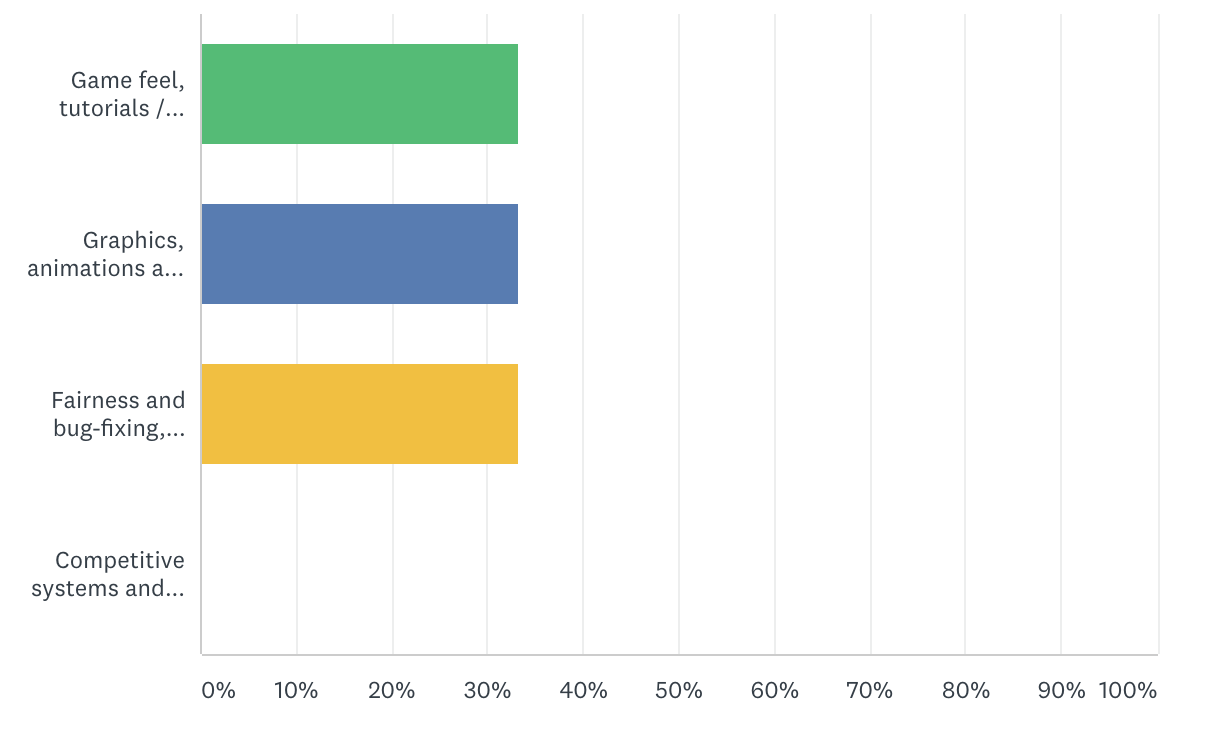 Game feel,
tutorials /...
Graphics,
animations a...
Fairness and
bug-fixing,...
Competitive
systems and...
0% 10% 20% 30% 40% 50% 60% 70% 80% 90% 100%